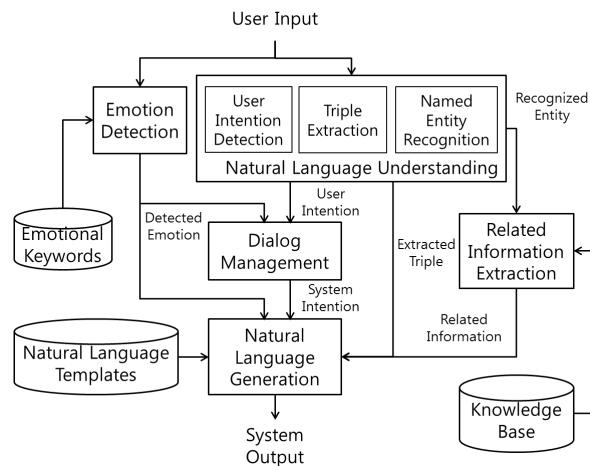 User Input
Emotion
Detection
User
Intention
Detection
Triple
Extraction
Named
Entity
Recognition
Natural Language Understanding
Recognized
Entity
Emotional
Keywords
Detected
Emotion
User
Intention
Dialog
Management
Extracted
Triple
Related
Information
Extraction
System
Intention
Natural Language
Templates
Natural
Language
Generation
Related
Information
Knowledge
Base
System
Output